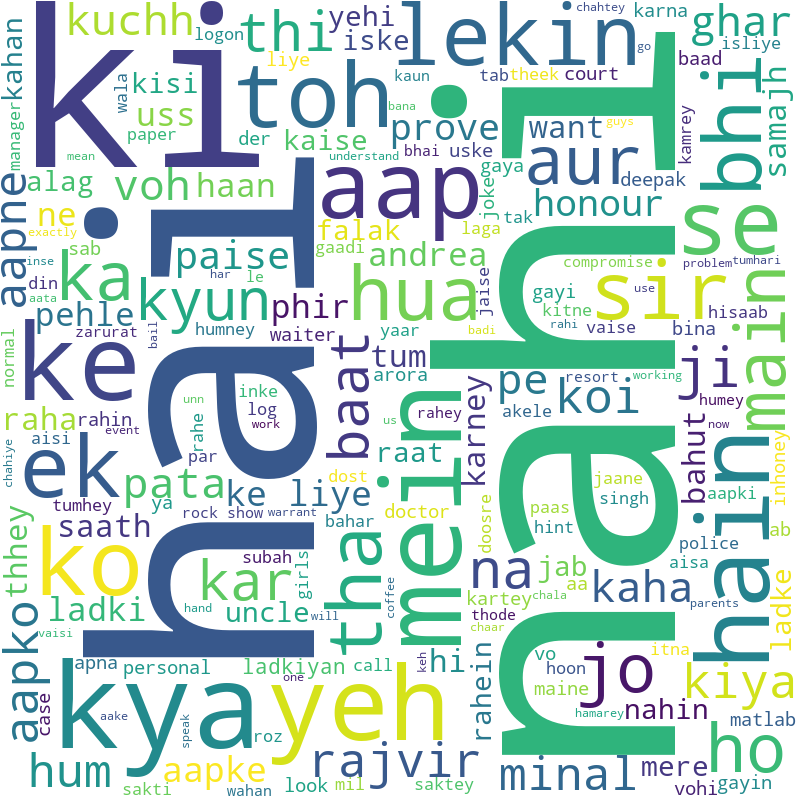 ki
nahi
hai
lekin
toh
thi
kuchh
yehi
iske
logon
kahan
wala
kisi
uss
liye
kaun
tab
theek
court
chahtey
karna
go
ghar
isliye
baad
samajh
bhi
manager
paper
der
kaise
prove
want
guys
kamrey
bana
mean
understand
bhai
uske
aur
deepak
alag
voh
haan
aap
gaya
joke
tak
honour
se
main
aapne
ne
exactly
sab
inse
din
aata
ka
paise
har
le
gaadi
falak
laga
andrea
compromise
problem
tumhari
use
sir
gayi
kitne
jaise
vaise
bina
hisaab
pehle
zarurat
bail
kyun
humney
phir
waiter
yaar
hua
badi
rahi
ji
normal
ke
raha
rahin
aisi
unn
inke
log
work
baat
tum
arora
us
rahey
karney
pe
akele
resort
koi
working
humey
now
bahut
hain
inhoney
chahiye
event
ek
pata
ya
tumhey
rahe
par
ke liye
raat
dost
doctor
mein
doosre
paas
hint
jaane
singh
aapki
police
ab
thhey
saath
rock show
warrant
bahar
ko
subah
kar
girls
tha
coffee
na
jab
aa
aisa
kaha
kartey
chala
thode
chaar
parents
ladke
vaisi
ladki
hand
uncle
will
aapko
case
apna
personal
ladkiyan
call
keh
hi
rahein
vo
hoon
maine
itna
jo
kiya
hamarey
nahin
matlab
kya
aake
speak
roz
one
yeh
hum
aapke
sakti
wahan
look
mil
rajvir
saktey
minal
mere
vohi
gayin
ho